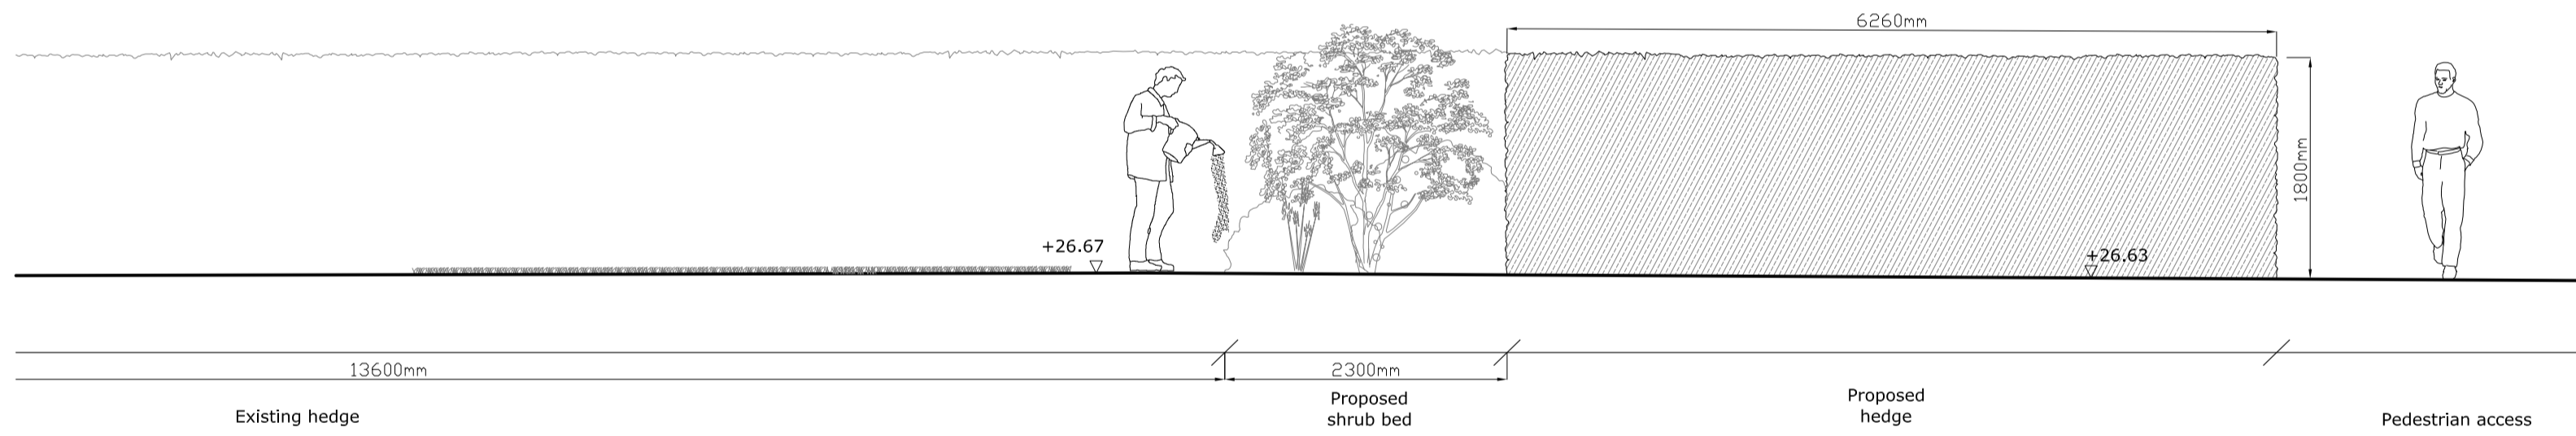 6260mm
1800mm
+26.67
+26.63
13600mm
2300mm
Existing hedge
Proposed
shrub bed
Proposed
hedge
Pedestrian access